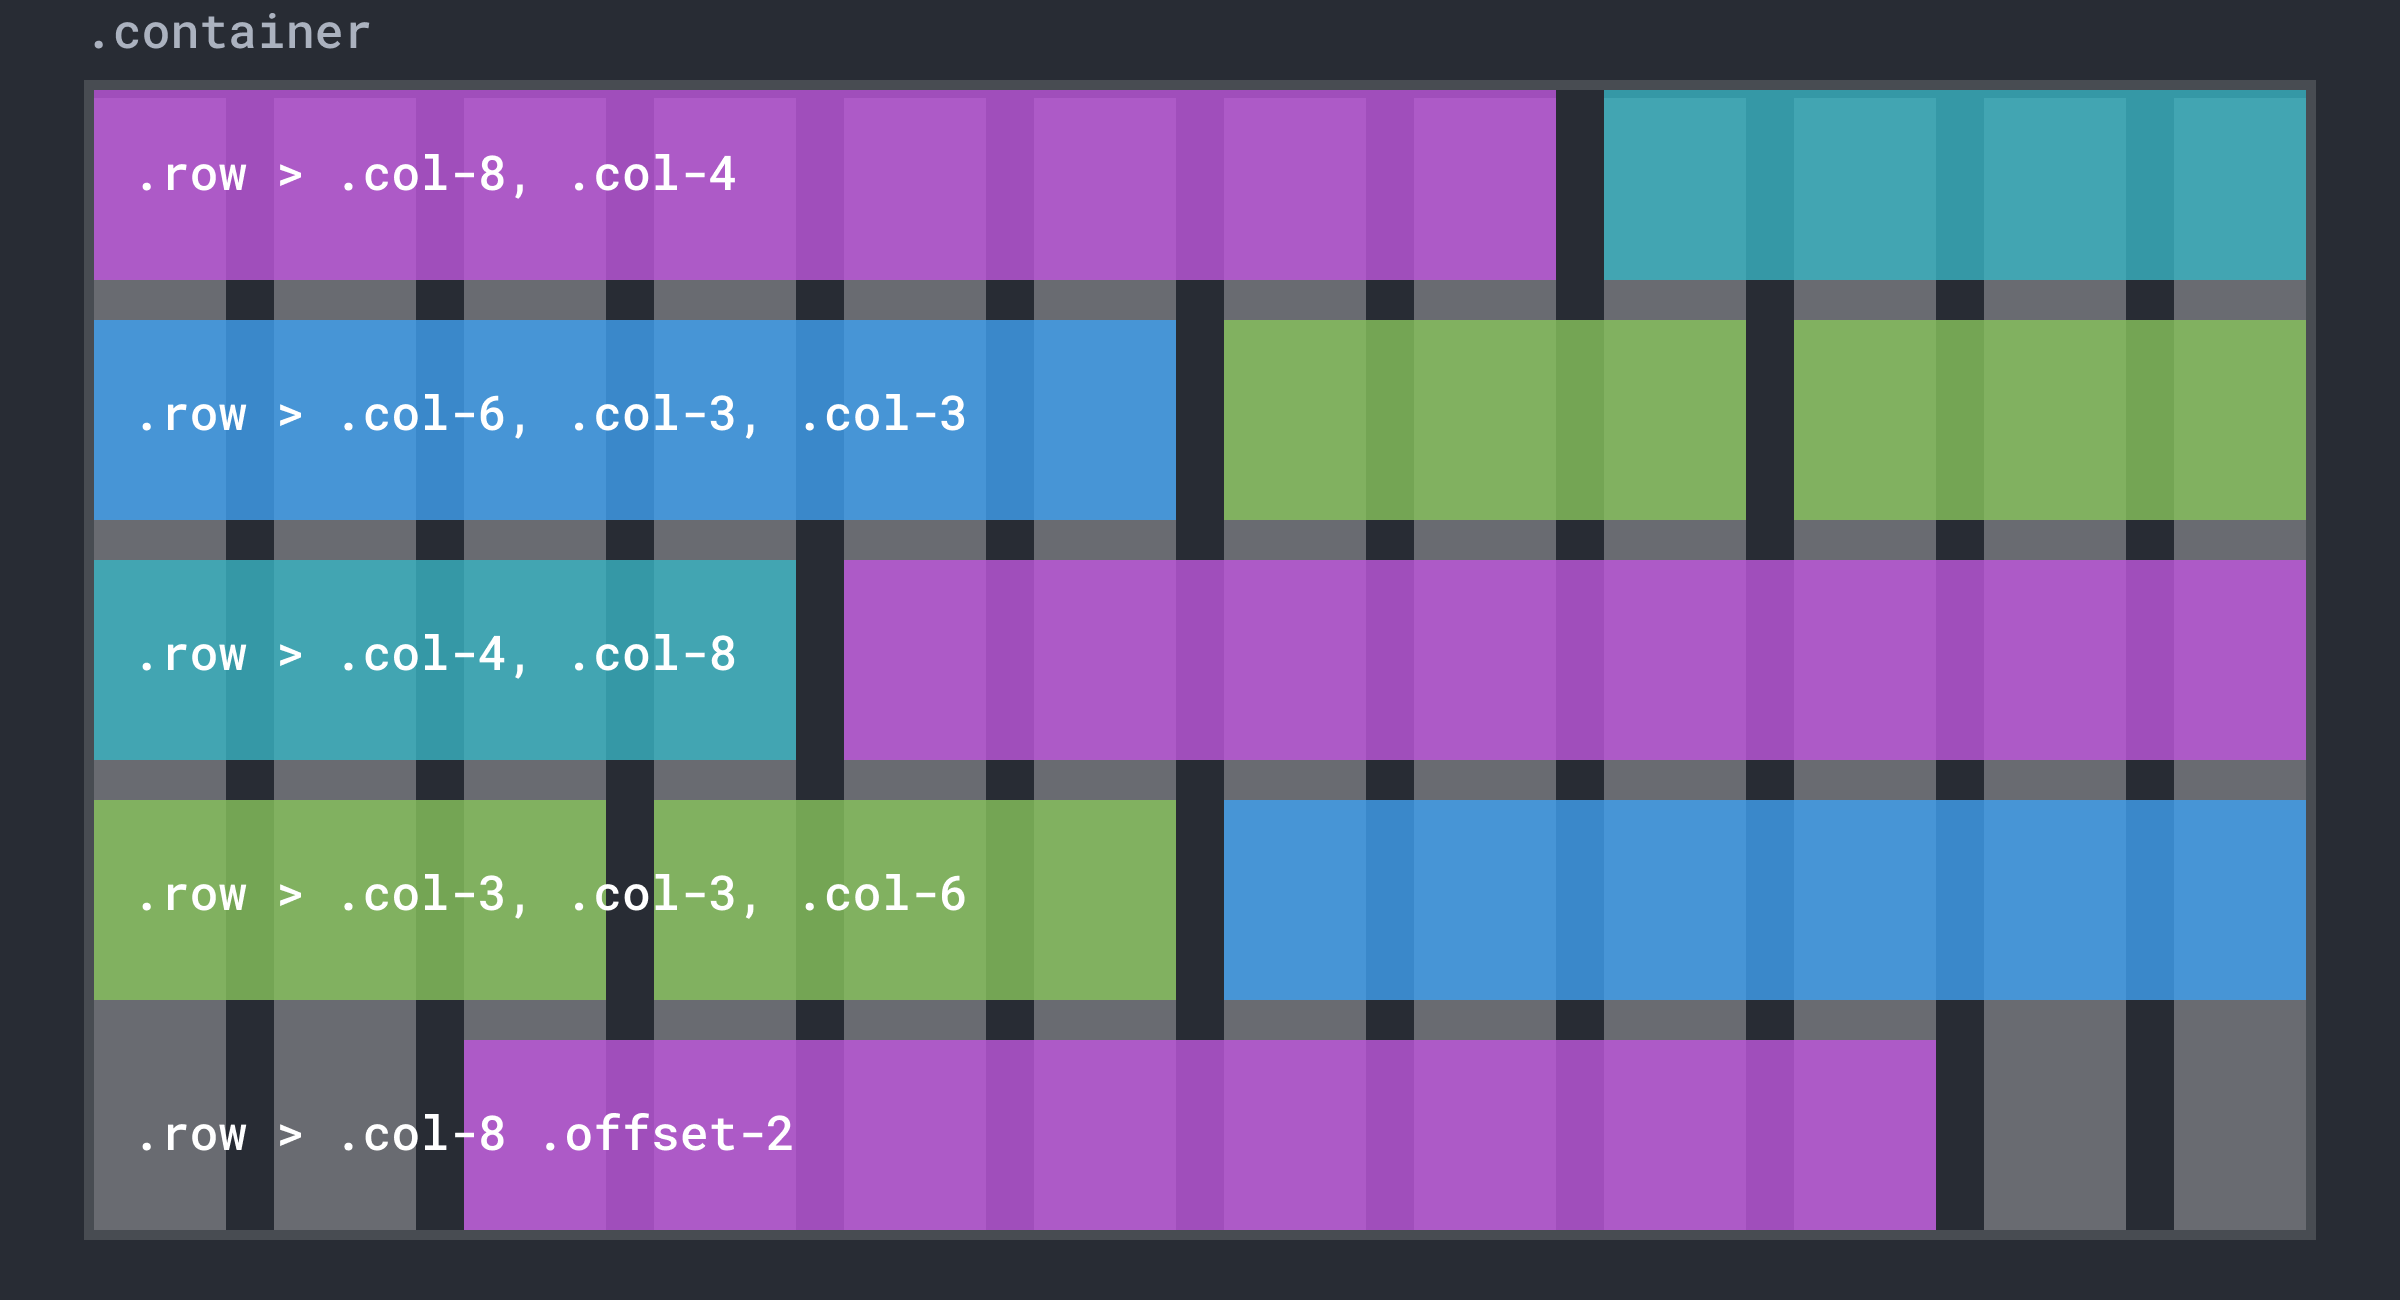 .container
.row > .col-8, .col-4
.row > .col-6, .col-3, .col-3
.row > .col-4, .col-8
.row > .col-3, .col-3, .col-6
.row > .col-8 .offset-2